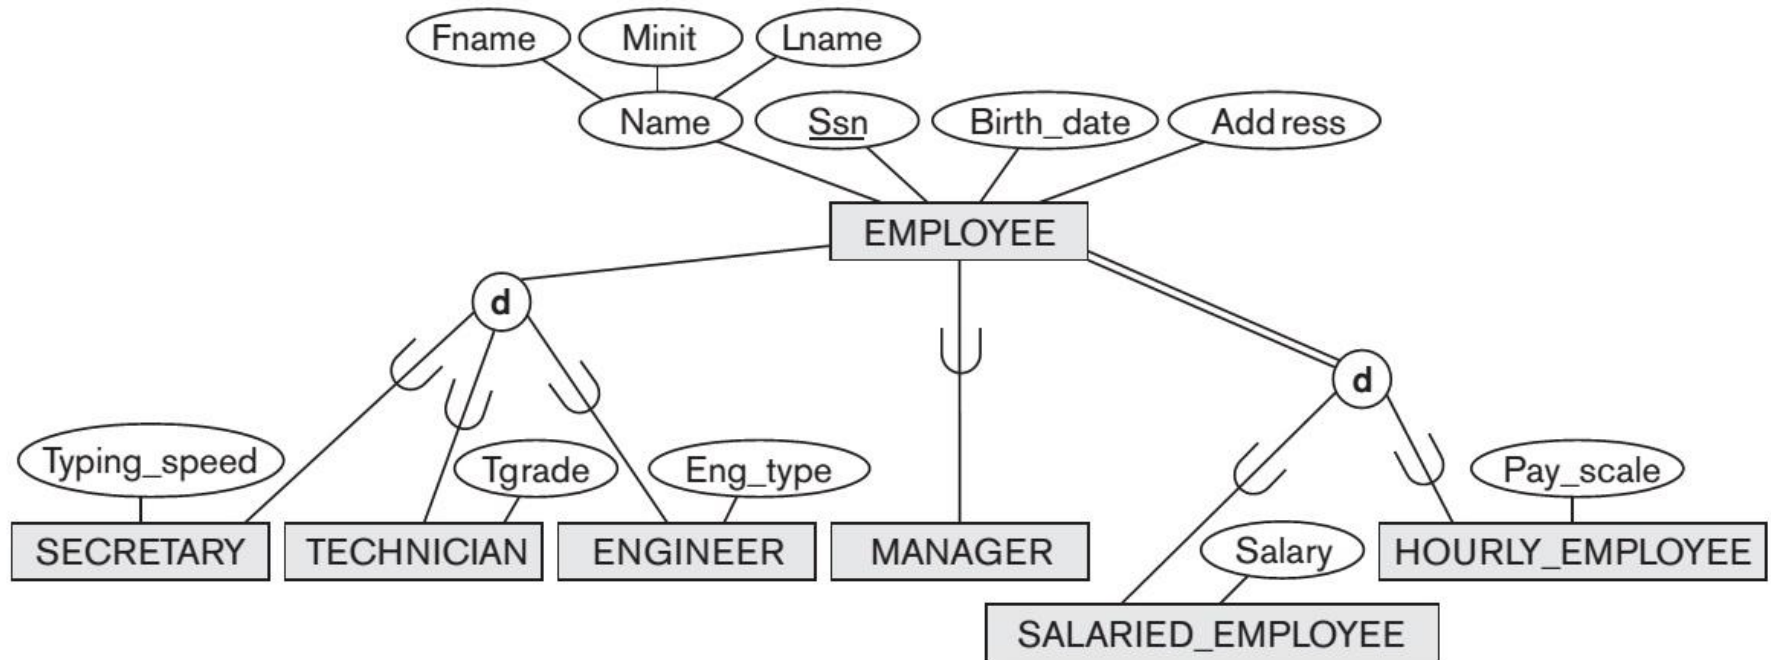 Fname
Minit
Lname
Name
Ssn
Birth_date
Address
EMPLOYEE
d
d
Typing_speed
Tgrade
Eng_type
Pay_scale
SECRETARY
TECHNICIAN
ENGINEER
MANAGER
Salary
HOURLY_EMPLOYEE
SALARIED_EMPLOYEE